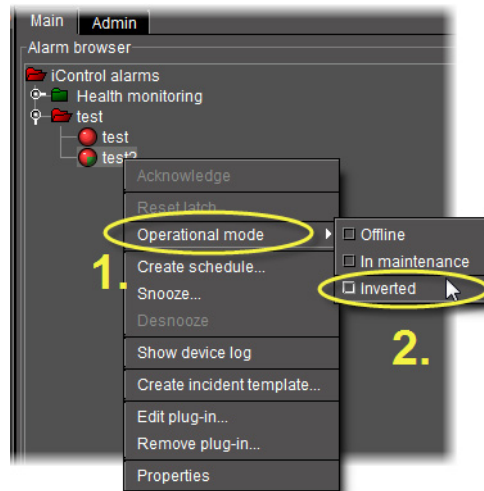 Main Admin
Alarm browser
iControl alarms
Health monitoring
test
test
test2
Acknowledge
Reset latch
Operational mode
Offline
1.
Create schedule...
In maintenance
Snooze...
Inverted
Desnooze
2.
Show device log
Create incident template...
Edit plug-in...
Remove plug-in...
Properties